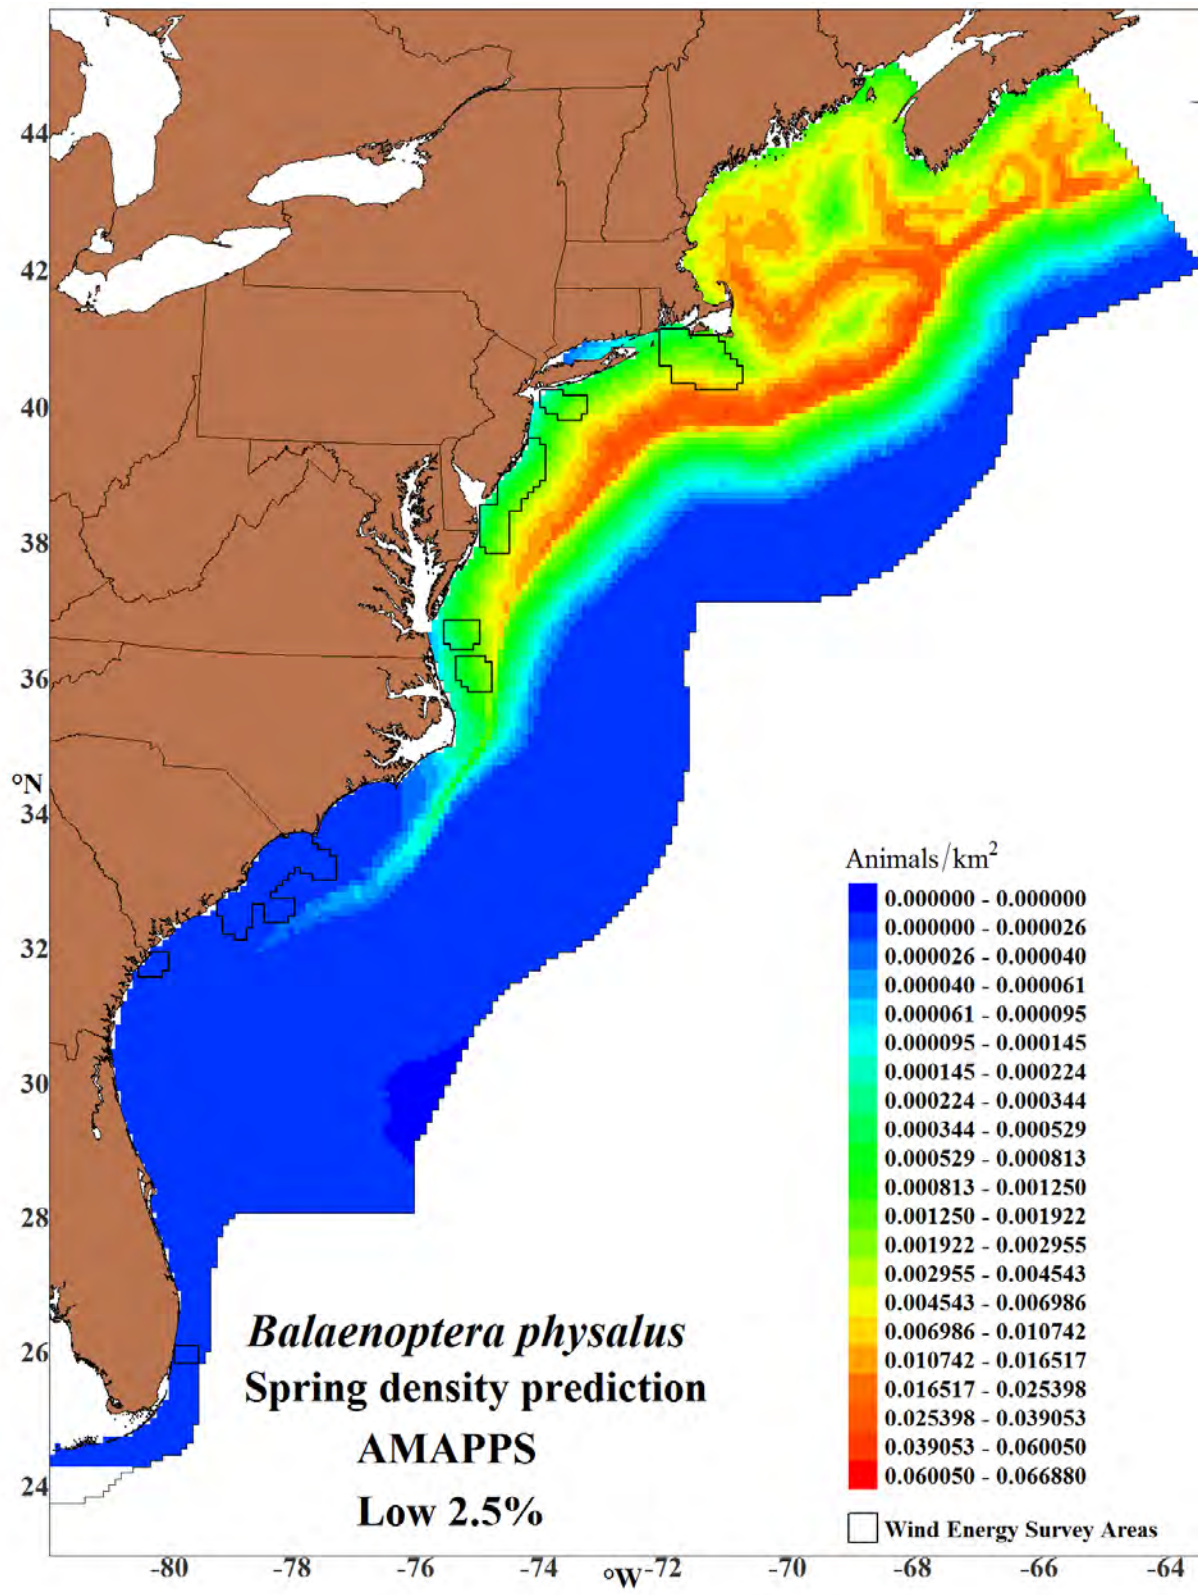 44
42
40
38
36
°N
34
32
30
28
26
24
Animals/km²
0.000000 - 0.000000
0.000000 - 0.000026
0.000026 - 0.000040
0.000040 - 0.000061
0.000061 - 0.000095
0.000095 - 0.000145
0.000145 - 0.000224
0.000224 - 0.000344
0.000344 - 0.000529
0.000529 - 0.000813
0.000813 - 0.001250
0.001250 - 0.001922
0.001922 - 0.002955
0.002955 - 0.004543
0.004543 - 0.006986
0.006986 - 0.010742
0.010742 - 0.016517
0.016517 - 0.025398
0.025398 - 0.039053
0.039053 - 0.060050
0.060050 - 0.066880
Wind Energy Survey Areas
Balaenoptera physalus
Spring density prediction
AMAPPS
Low 2.5%
-80 -78 -76 -74 °W -72 -70 -68 -66 -64